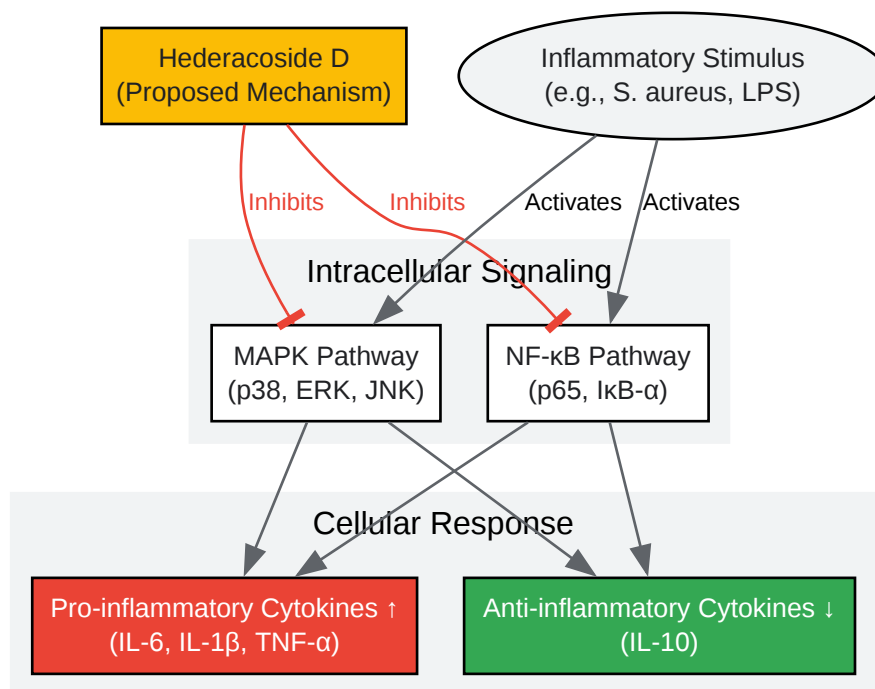 Hederacoside D
(Proposed Mechanism)
Inflammatory Stimulus
(e.g., S. aureus, LPS)
Inhibits
Inhibits
Activates
Activates
Intracellular Signaling
MAPK Pathway
(p38, ERK, JNK)
NF-κB Pathway
(p65, IκB-α)
Cellular Response
Pro-inflammatory Cytokines ↑
(IL-6, IL-1β, TNF-α)
Anti-inflammatory Cytokines ↓
(IL-10)